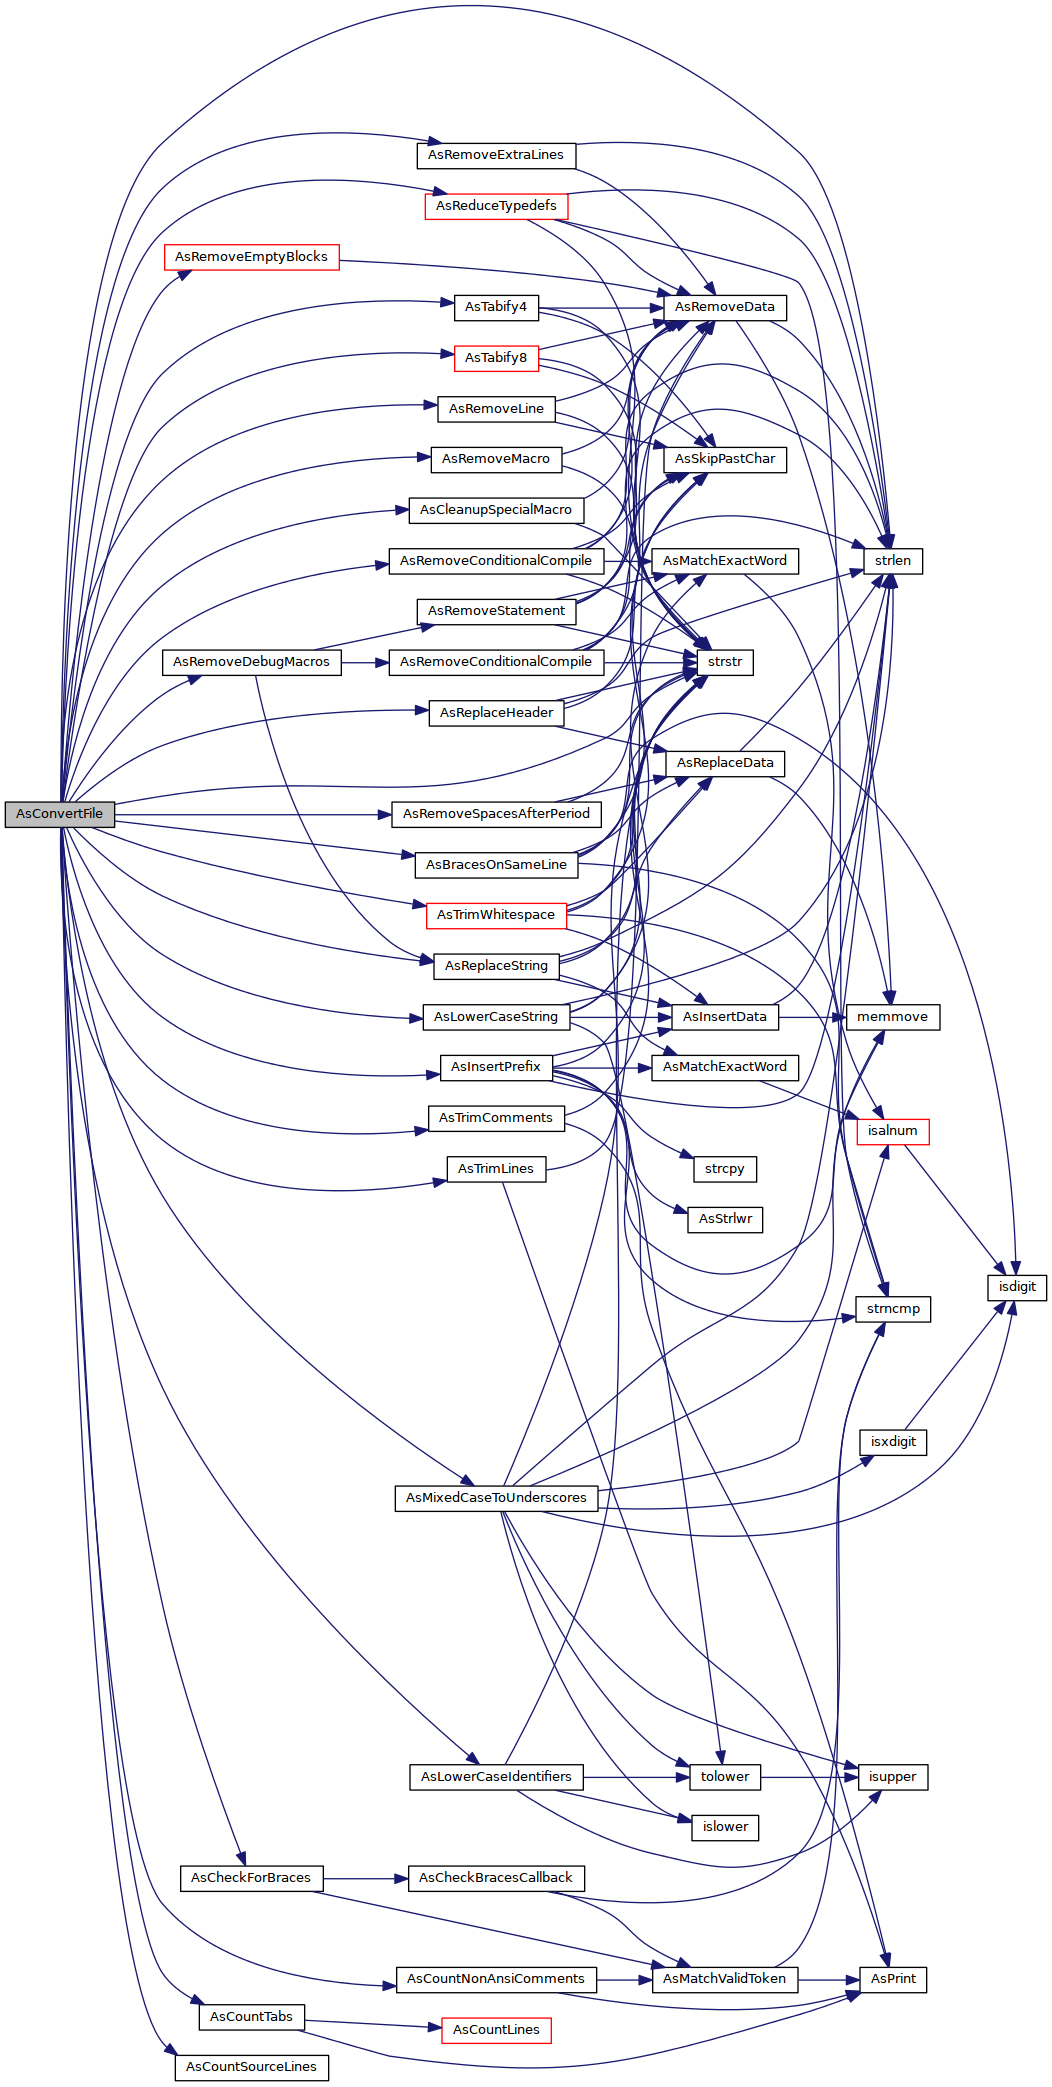 AsRemoveExtraLines
AsReduceTypedefs
AsRemoveEmptyBlocks
AsTabify4
AsRemoveData
AsTabify8
AsRemoveLine
AsRemoveMacro
AsSkipPastChar
AsCleanupSpecialMacro
AsRemoveConditionalCompile
AsMatchExactWord
strlen
AsRemoveStatement
AsRemoveDebugMacros
AsRemoveConditionalCompile
strstr
AsReplaceHeader
AsReplaceData
AsConvertFile
AsRemoveSpacesAfterPeriod
AsBracesOnSameLine
AsTrimWhitespace
AsReplaceString
AsLowerCaseString
AsInsertData
memmove
AsInsertPrefix
AsMatchExactWord
AsTrimComments
isalnum
AsTrimLines
strcpy
AsStrlwr
isdigit
strncmp
isxdigit
AsMixedCaseToUnderscores
AsLowerCaseIdentifiers
tolower
isupper
islower
AsCheckForBraces
AsCheckBracesCallback
AsCountNonAnsiComments
AsMatchValidToken
AsPrint
AsCountTabs
AsCountLines
AsCountSourceLines